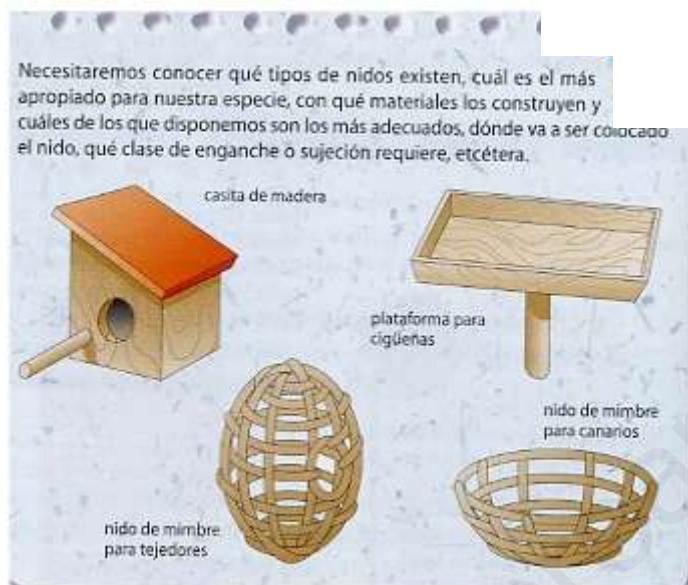 Necesitaremos conocer qué tipos de nidos existen, cuál es el más
apropiado para nuestra especie, con qué materiales los construyen y
cuáles de los que disponemos son los más adecuados, dónde va a ser colocado
el nido, qué clase de enganche o sujeción requiere, etcétera.
casita de madera
plataforma para
cigüeñas
nido de mimbre
para canarios
nido de mimbre
para tejedores